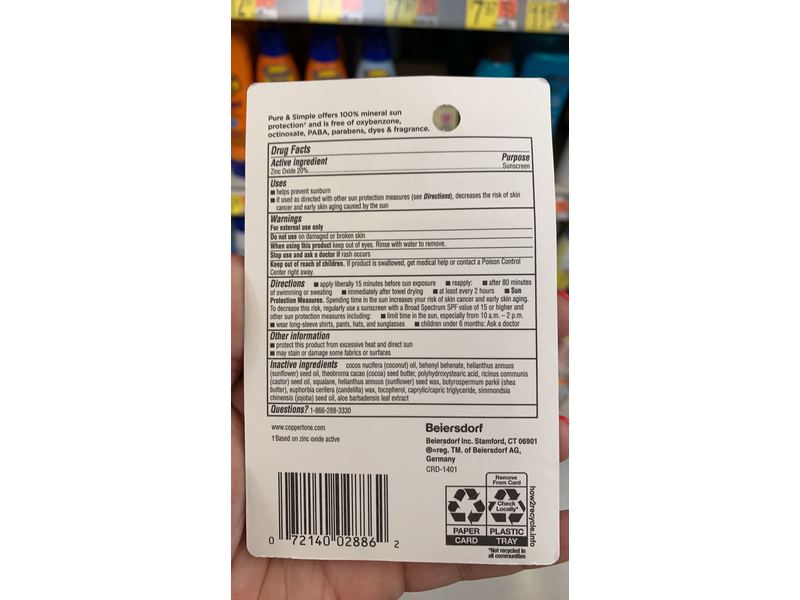 Pure & Simple offers 100% mineral sun
protection† and is free of oxybenzone,
octinoxate, PABA, parabens, dyes & fragrance.
Drug Facts
Active ingredient Purpose
Zinc Oxide 20% Sunscreen
Uses
■ helps prevent sunburn
■ if used as directed with other sun protection measures (see Directions), decreases the risk of skin
cancer and early skin aging caused by the sun
Warnings
For external use only
Do not use on damaged or broken skin
When using this product keep out of eyes. Rinse with water to remove.
Stop use and ask a doctor if rash occurs
Keep out of reach of children. If product is swallowed, get medical help or contact a Poison Control
Center right away.
Directions ■ apply liberally 15 minutes before sun exposure ■ reapply: ■ after 80 minutes
of swimming or sweating ■ immediately after towel drying ■ at least every 2 hours ■ Sun
Protection Measures. Spending time in the sun increases your risk of skin cancer and early skin aging.
To decrease this risk, regularly use a sunscreen with a Broad Spectrum SPF value of 15 or higher and
other sun protection measures including: ■ limit time in the sun, especially from 10 a.m. – 2 p.m.
■ wear long-sleeve shirts, pants, hats, and sunglasses ■ children under 6 months: Ask a doctor
Other information
■ protect this product from excessive heat and direct sun
■ may stain or damage some fabrics or surfaces
Inactive ingredients cocos nucifera (coconut) oil, behenyl behenate, helianthus annuus
(sunflower) seed oil, theobroma cacao (cocoa) seed butter, polyhydroxystearic acid, ricinus communis
(castor) seed oil, squalane, helianthus annuus (sunflower) seed wax, butyrospermum parkii (shea
butter), euphorbia cerifera (candelilla) wax, tocopherol, caprylic/capric triglyceride, simmondsia
chinensis (jojoba) seed oil, aloe barbadensis leaf extract
Questions? 1-866-288-3330
www.coppertone.com
† Based on zinc oxide active
Beiersdorf
Beiersdorf Inc. Stamford, CT 06901
®=reg. TM. of Beiersdorf AG,
Germany
CRD-1401
0 72140 02886 2
Remove
From Card
Check
Locally*
PAPER
CARD
PLASTIC
TRAY
*Not recycled in
all communities
how2recycle.info